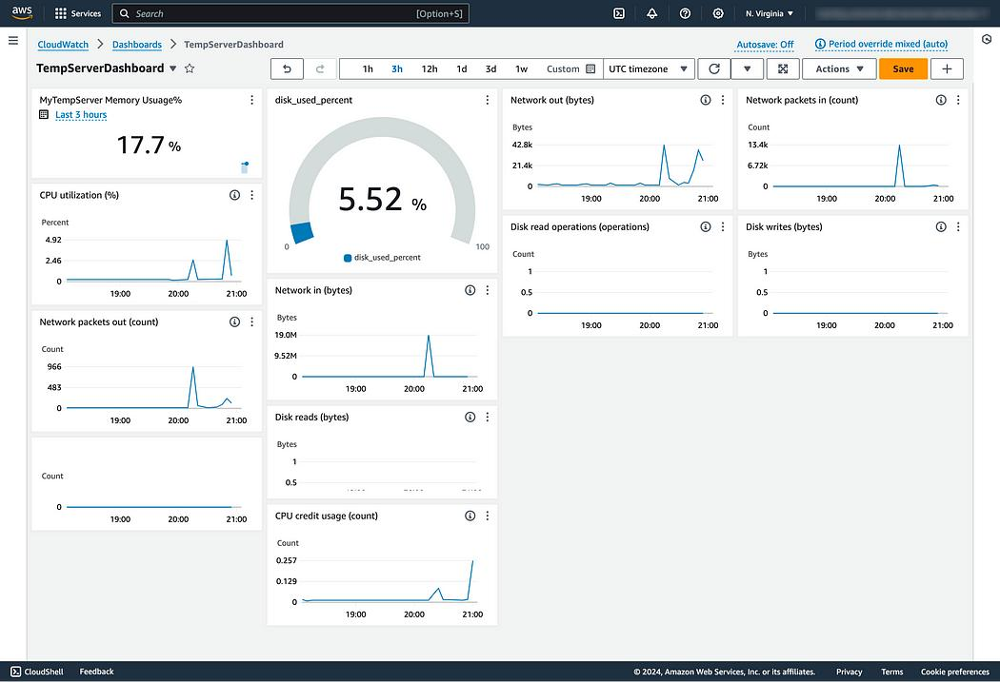 aws
Services
Search [Option+S]
N. Virginia
CloudWatch Dashboards TempServerDashboard
Autosave: Off Period override mixed (auto)
TempServerDashboard
1h 3h 12h 1d 3d 1w Custom UTC timezone Actions Save
MyTempServer Memory Usuage%
Last 3 hours
17.7 %
CPU utilization (%)
Percent
4.92
2.46
0
19:00 20:00 21:00
Network packets out (count)
Count
966
483
0
19:00 20:00 21:00
Count
0
19:00 20:00 21:00
disk_used_percent
5.52 %
0 100
disk_used_percent
Network in (bytes)
Bytes
19.0M
9.52M
0
19:00 20:00 21:00
Disk reads (bytes)
Bytes
1
0.5
CPU credit usage (count)
Count
0.257
0.129
0
19:00 20:00 21:00
Network out (bytes)
Bytes
42.8k
21.4k
0
19:00 20:00 21:00
Disk read operations (operations)
Count
1
0.5
0
19:00 20:00 21:00
Network packets in (count)
Count
13.4k
6.72k
0
19:00 20:00 21:00
Disk writes (bytes)
Bytes
1
0.5
0
19:00 20:00 21:00
CloudShell Feedback © 2024, Amazon Web Services, Inc. or its affiliates. Privacy Terms Cookie preferences